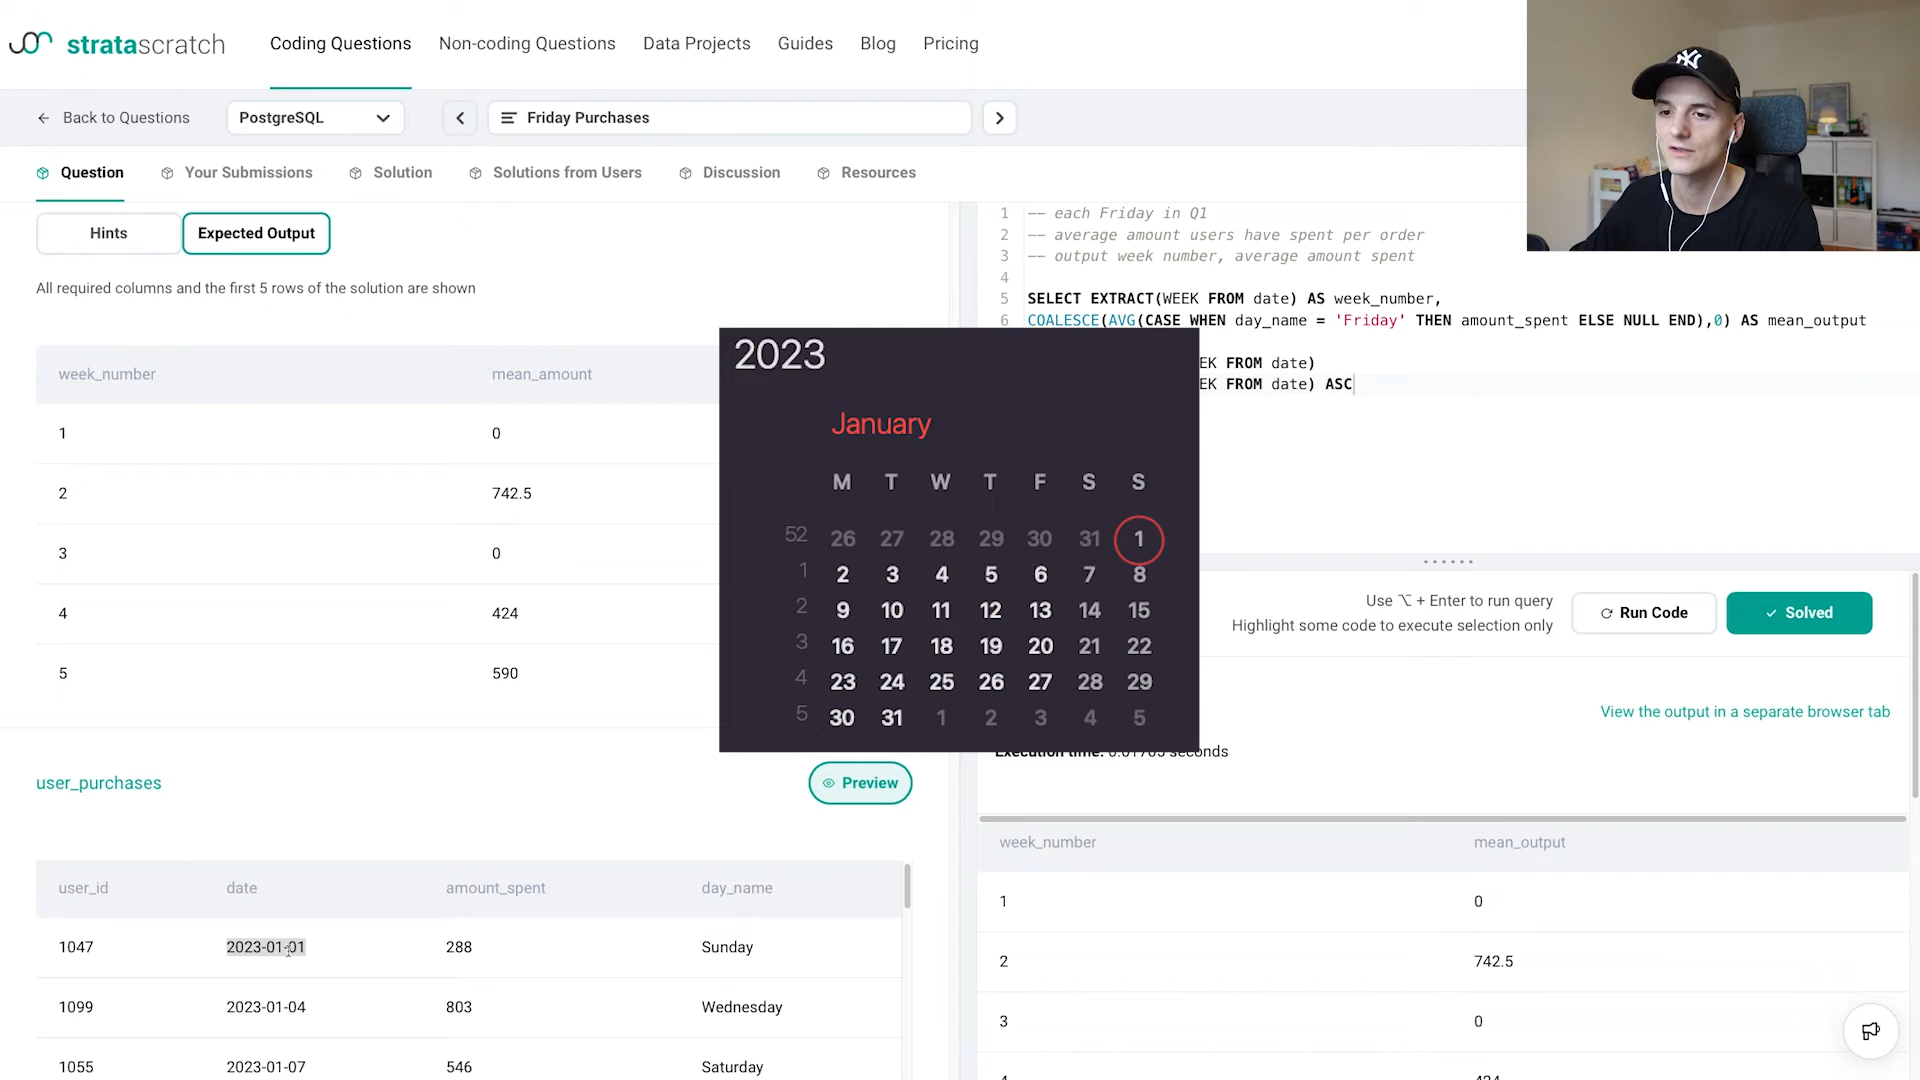 stratascratch
Coding Questions
Non-coding Questions
Data Projects
Guides
Blog
Pricing
Back to Questions
PostgreSQL
Friday Purchases
Question
Your Submissions
Solution
Solutions from Users
Discussion
Resources
Hints
Expected Output
All required columns and the first 5 rows of the solution are shown
week_number mean_amount
1 0
2 742.5
3 0
4 424
5 590
user_purchases
Preview
user_id date amount_spent day_name
1047 2023-01-01 288 Sunday
1099 2023-01-04 803 Wednesday
1055 2023-01-07 546 Saturday
1 -- each Friday in Q1
2 -- average amount users have spent per order
3 -- output week number, average amount spent
4
5 SELECT EXTRACT(WEEK FROM date) AS week_number,
6 COALESCE(AVG(CASE WHEN day_name = 'Friday' THEN amount_spent ELSE NULL END),0) AS mean_output
EK FROM date)
EK FROM date) ASC
2023
January
M T W T F S S
52 26 27 28 29 30 31 1
1 2 3 4 5 6 7 8
2 9 10 11 12 13 14 15
3 16 17 18 19 20 21 22
4 23 24 25 26 27 28 29
5 30 31 1 2 3 4 5
Use ⌥ + Enter to run query
Highlight some code to execute selection only
Run Code
Solved
View the output in a separate browser tab
Execution time: 0.01705 seconds
week_number mean_output
1 0
2 742.5
3 0
4 424